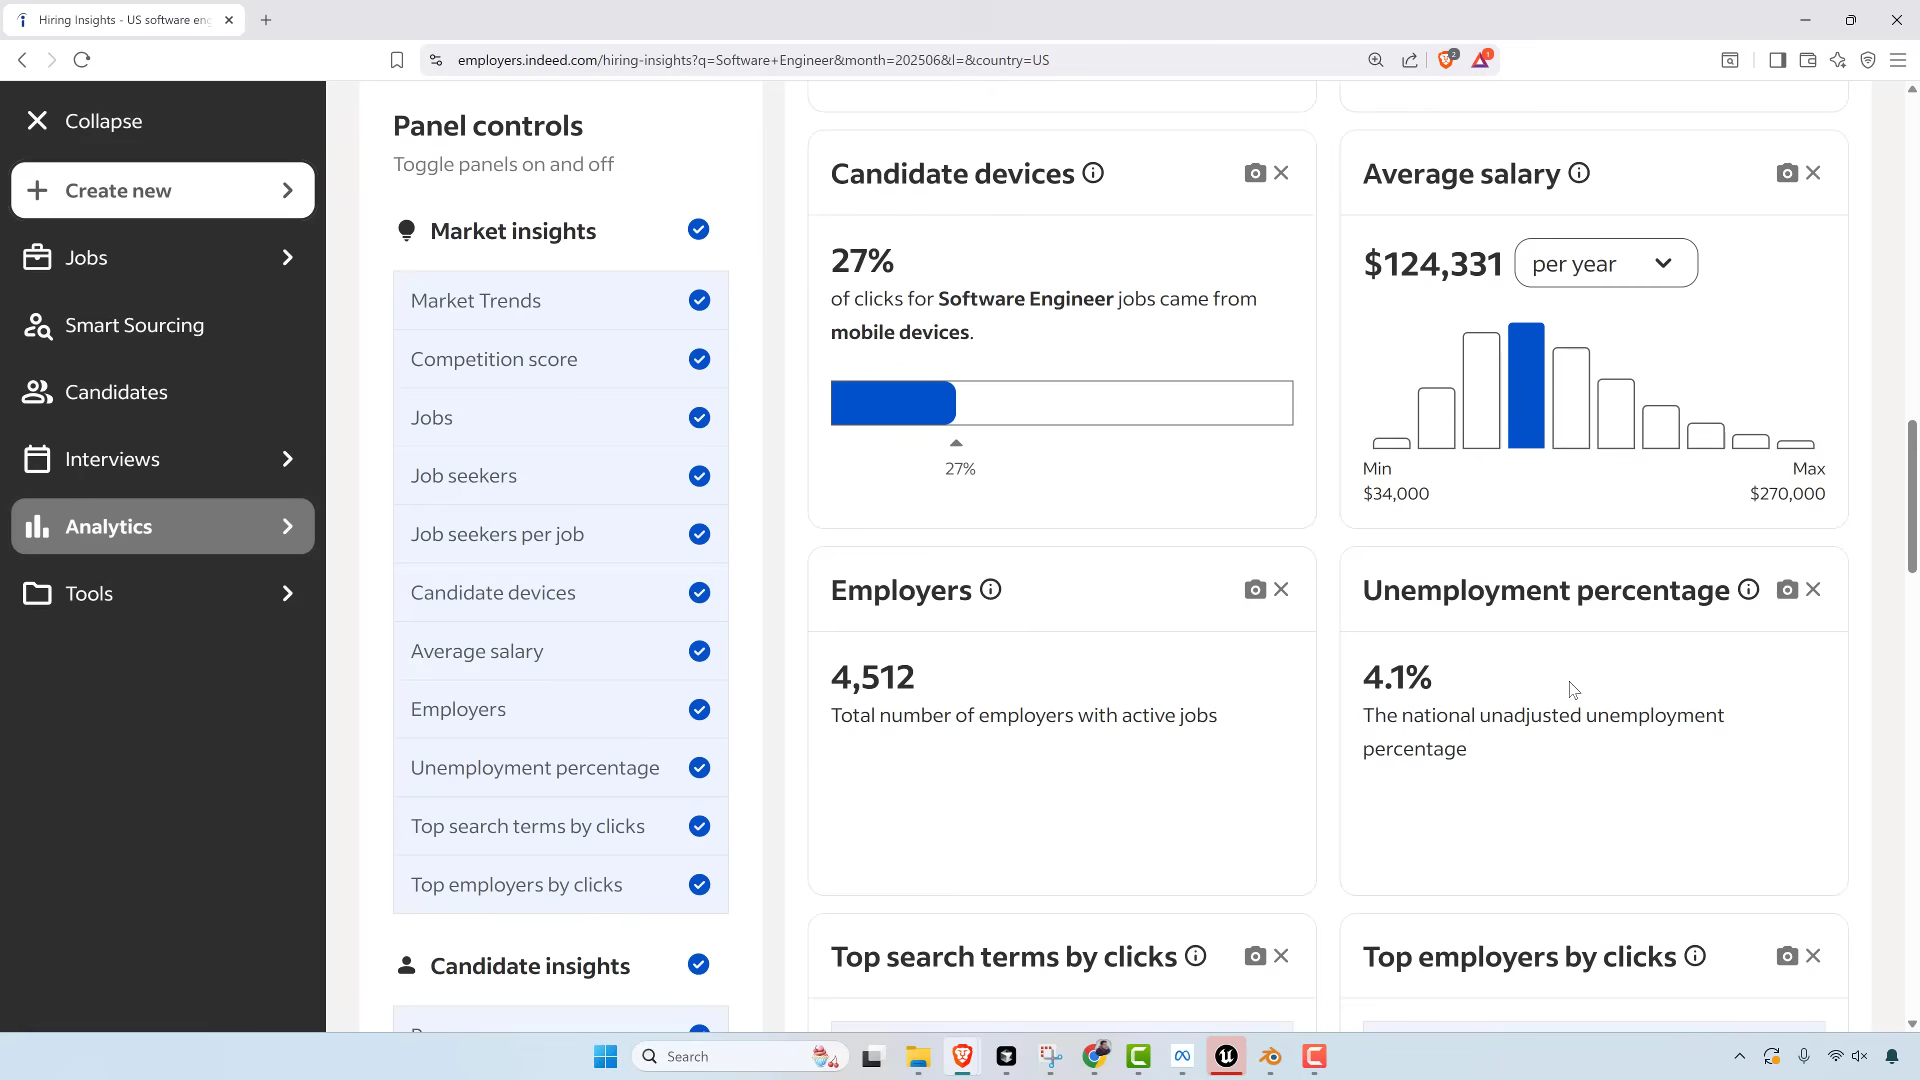 Hiring Insights - US software eng
employers.indeed.com/hiring-insights?q=Software+Engineer&month=202506&l=&country=US
2
1
Collapse
Create new
Jobs
Smart Sourcing
Candidates
Interviews
Analytics
Tools
Panel controls
Toggle panels on and off
Market insights
Market Trends
Competition score
Jobs
Job seekers
Job seekers per job
Candidate devices
Average salary
Employers
Unemployment percentage
Top search terms by clicks
Top employers by clicks
Candidate insights
Candidate devices
27%
of clicks for Software Engineer jobs came from
mobile devices.
27%
Average salary
$124,331 per year
Min Max
$34,000 $270,000
Employers
4,512
Total number of employers with active jobs
Unemployment percentage
4.1%
The national unadjusted unemployment
percentage
Top search terms by clicks
Top employers by clicks
Search